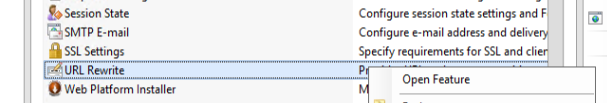 Session State Configure session state settings and F
SMTP E-mail Configure e-mail address and delivery
SSL Settings Specify requirements for SSL and clien
URL Rewrite
Open Feature
Web Platform Installer